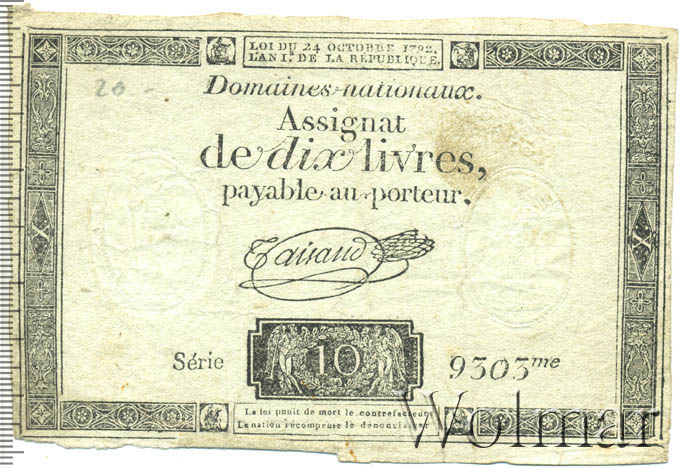 LOI DU 24 OCTOBRE 1792,
L'AN I.er DE LA RÉPUBLIQUE.
20 -
Domaines nationaux.
Assignat
de dix livres,
payable au porteur.
Taisaud
X
X
Série
10
9303me
La loi punit de mort le contrefacteur
La nation récompense le dénonciateur
Wolmar